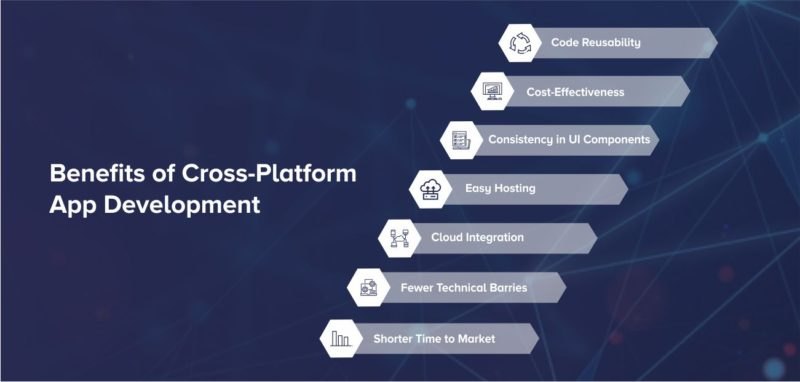 Benefits of Cross-Platform
App Development
Code Reusability
Cost-Effectiveness
Consistency in UI Components
Easy Hosting
Cloud Integration
Fewer Technical Barries
Shorter Time to Market